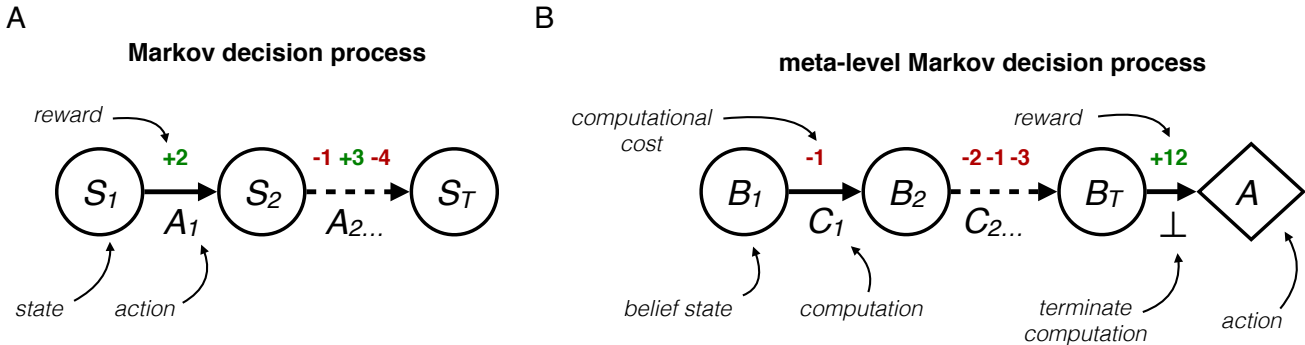 A
Markov decision process
reward
+2
-1 +3 -4
S1
S2
ST
A1
A2...
state
action
B
meta-level Markov decision process
computational
cost
reward
-1
-2 -1 -3
+12
B1
B2
BT
A
C1
C2...
⊥
belief state
computation
terminate
computation
action